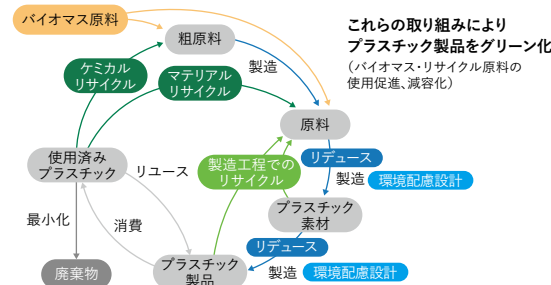 バイオマス原料
粗原料
これらの取り組みにより
プラスチック製品をグリーン化
(バイオマス・リサイクル原料の
使用促進、減容化)
製造
ケミカル
リサイクル
マテリアル
リサイクル
原料
使用済み
プラスチック
リユース
製造工程での
リサイクル
リデュース
製造
環境配慮設計
最小化
消費
プラスチック
素材
リデュース
廃棄物
プラスチック
製品
製造
環境配慮設計